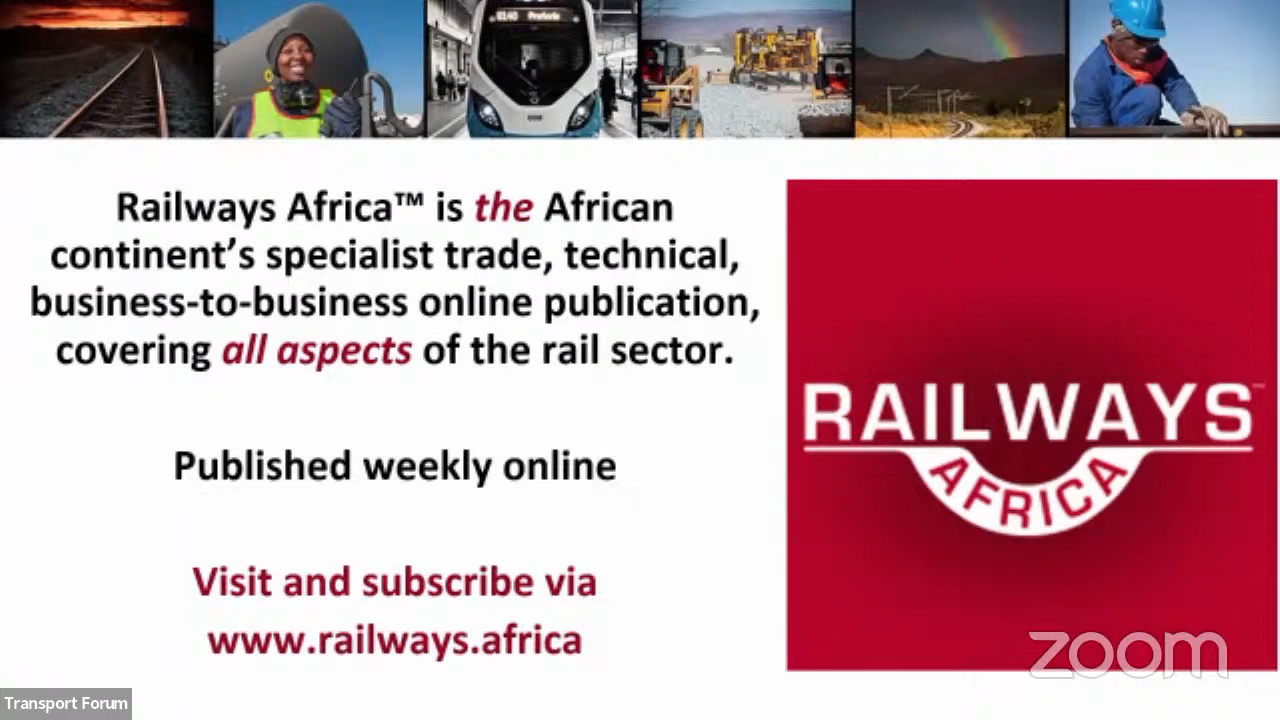 Railways Africa™ is the African
continent's specialist trade, technical,
business-to-business online publication,
covering all aspects of the rail sector.
Published weekly online
Visit and subscribe via
www.railways.africa
RAILWAYS™
AFRICA
zoom
Transport Forum